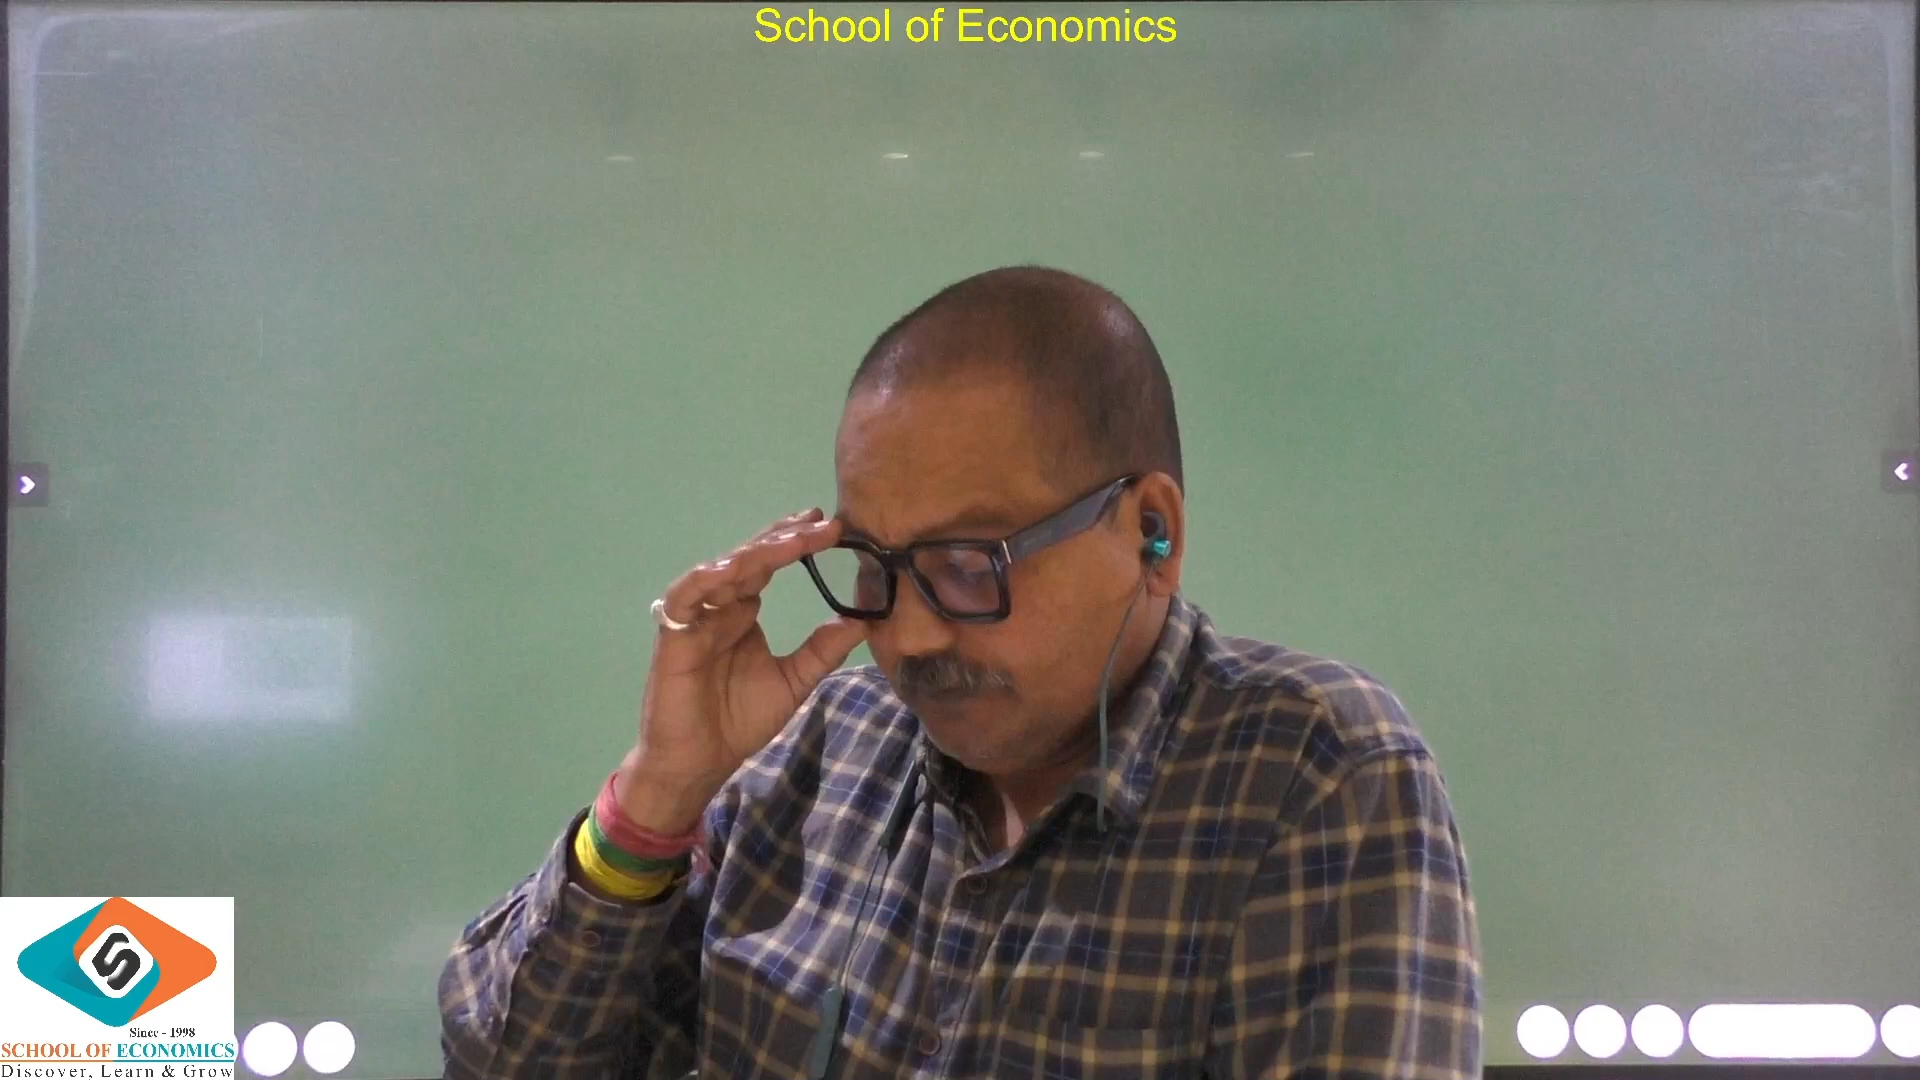 School of Economics
Since - 1998
SCHOOL OF ECONOMICS
Discover, Learn & Grow